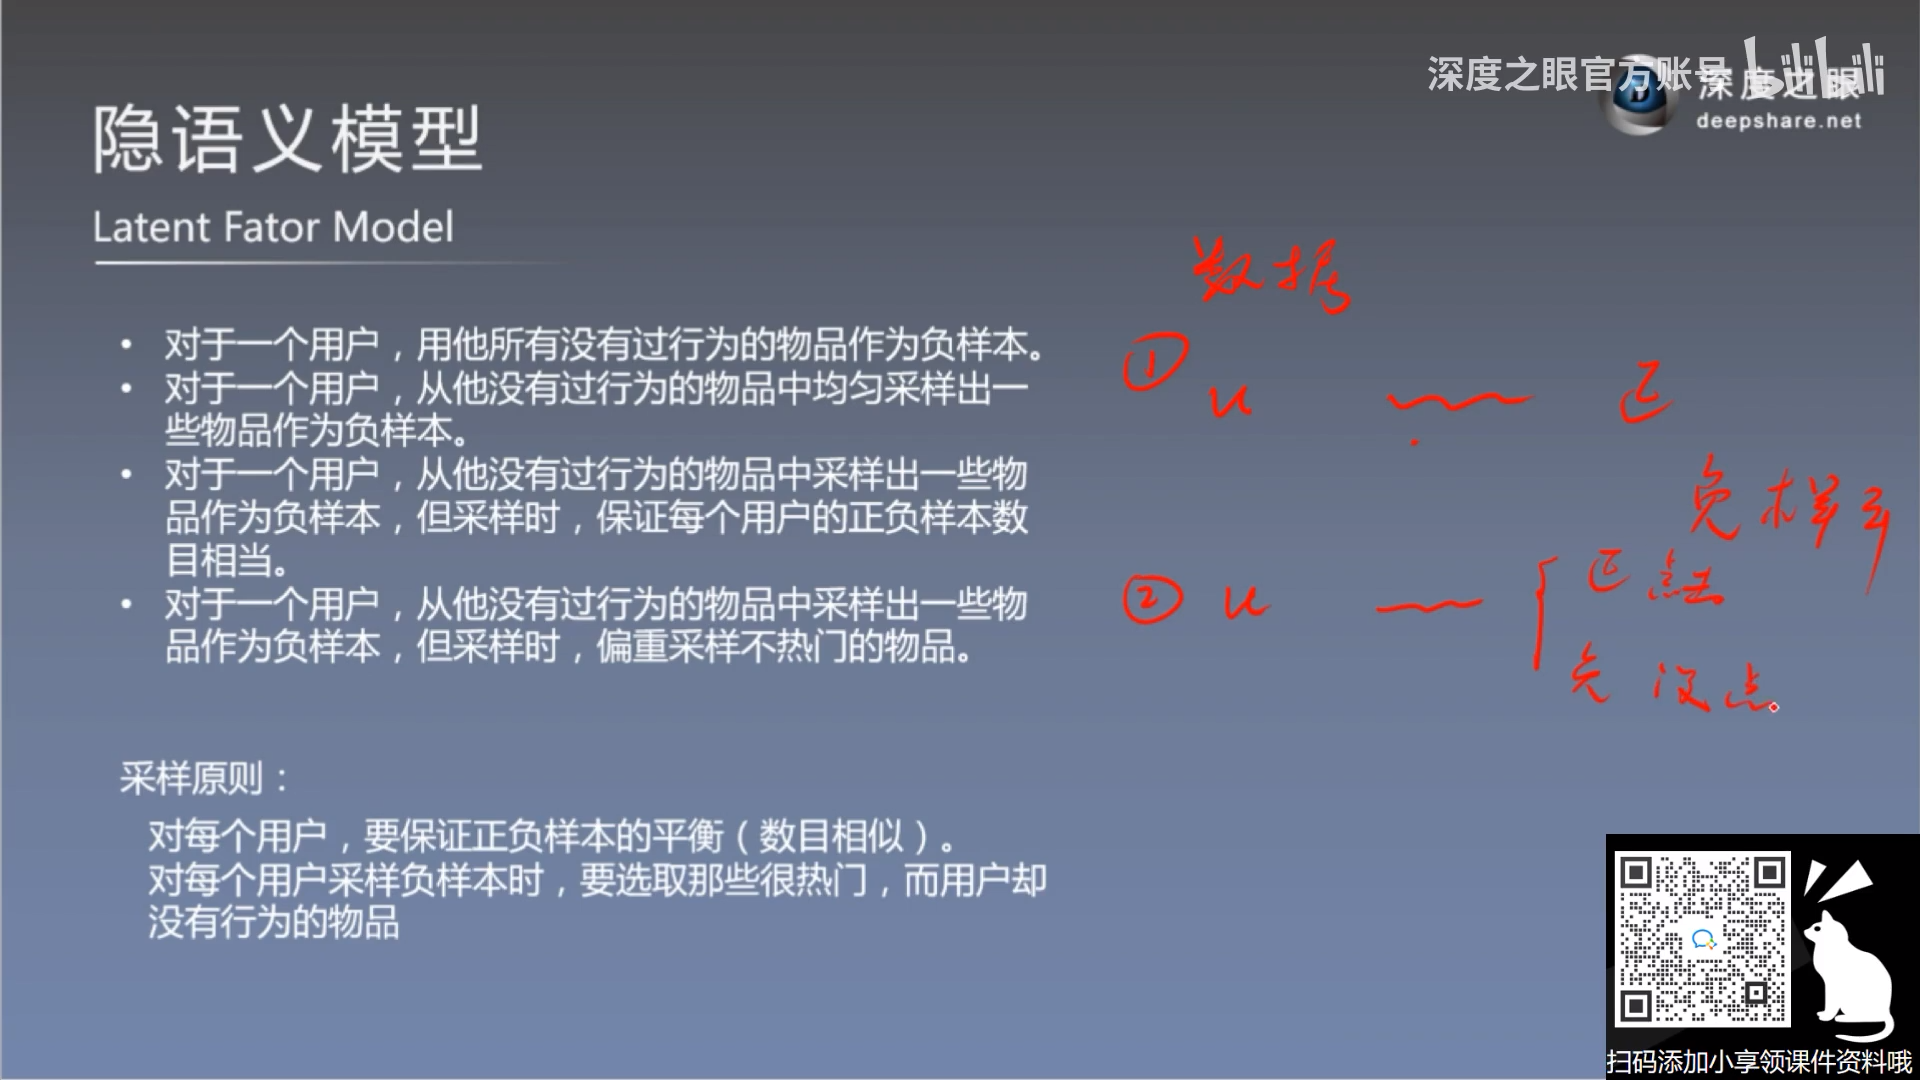 深度之眼官方账号 bilibili
深度之眼
deepshare.net
隐语义模型
Latent Fator Model
• 对于一个用户，用他所有没有过行为的物品作为负样本。
• 对于一个用户，从他没有过行为的物品中均匀采样出一
些物品作为负样本。
• 对于一个用户，从他没有过行为的物品中采样出一些物
品作为负样本，但采样时，保证每个用户的正负样本数
目相当。
• 对于一个用户，从他没有过行为的物品中采样出一些物
品作为负样本，但采样时，偏重采样不热门的物品。
采样原则：
对每个用户，要保证正负样本的平衡（数目相似）。
对每个用户采样负样本时，要选取那些很热门，而用户却
没有行为的物品
数据
① u 正
负样本
② u 正 点击
负 没点
扫码添加小享领课件资料哦